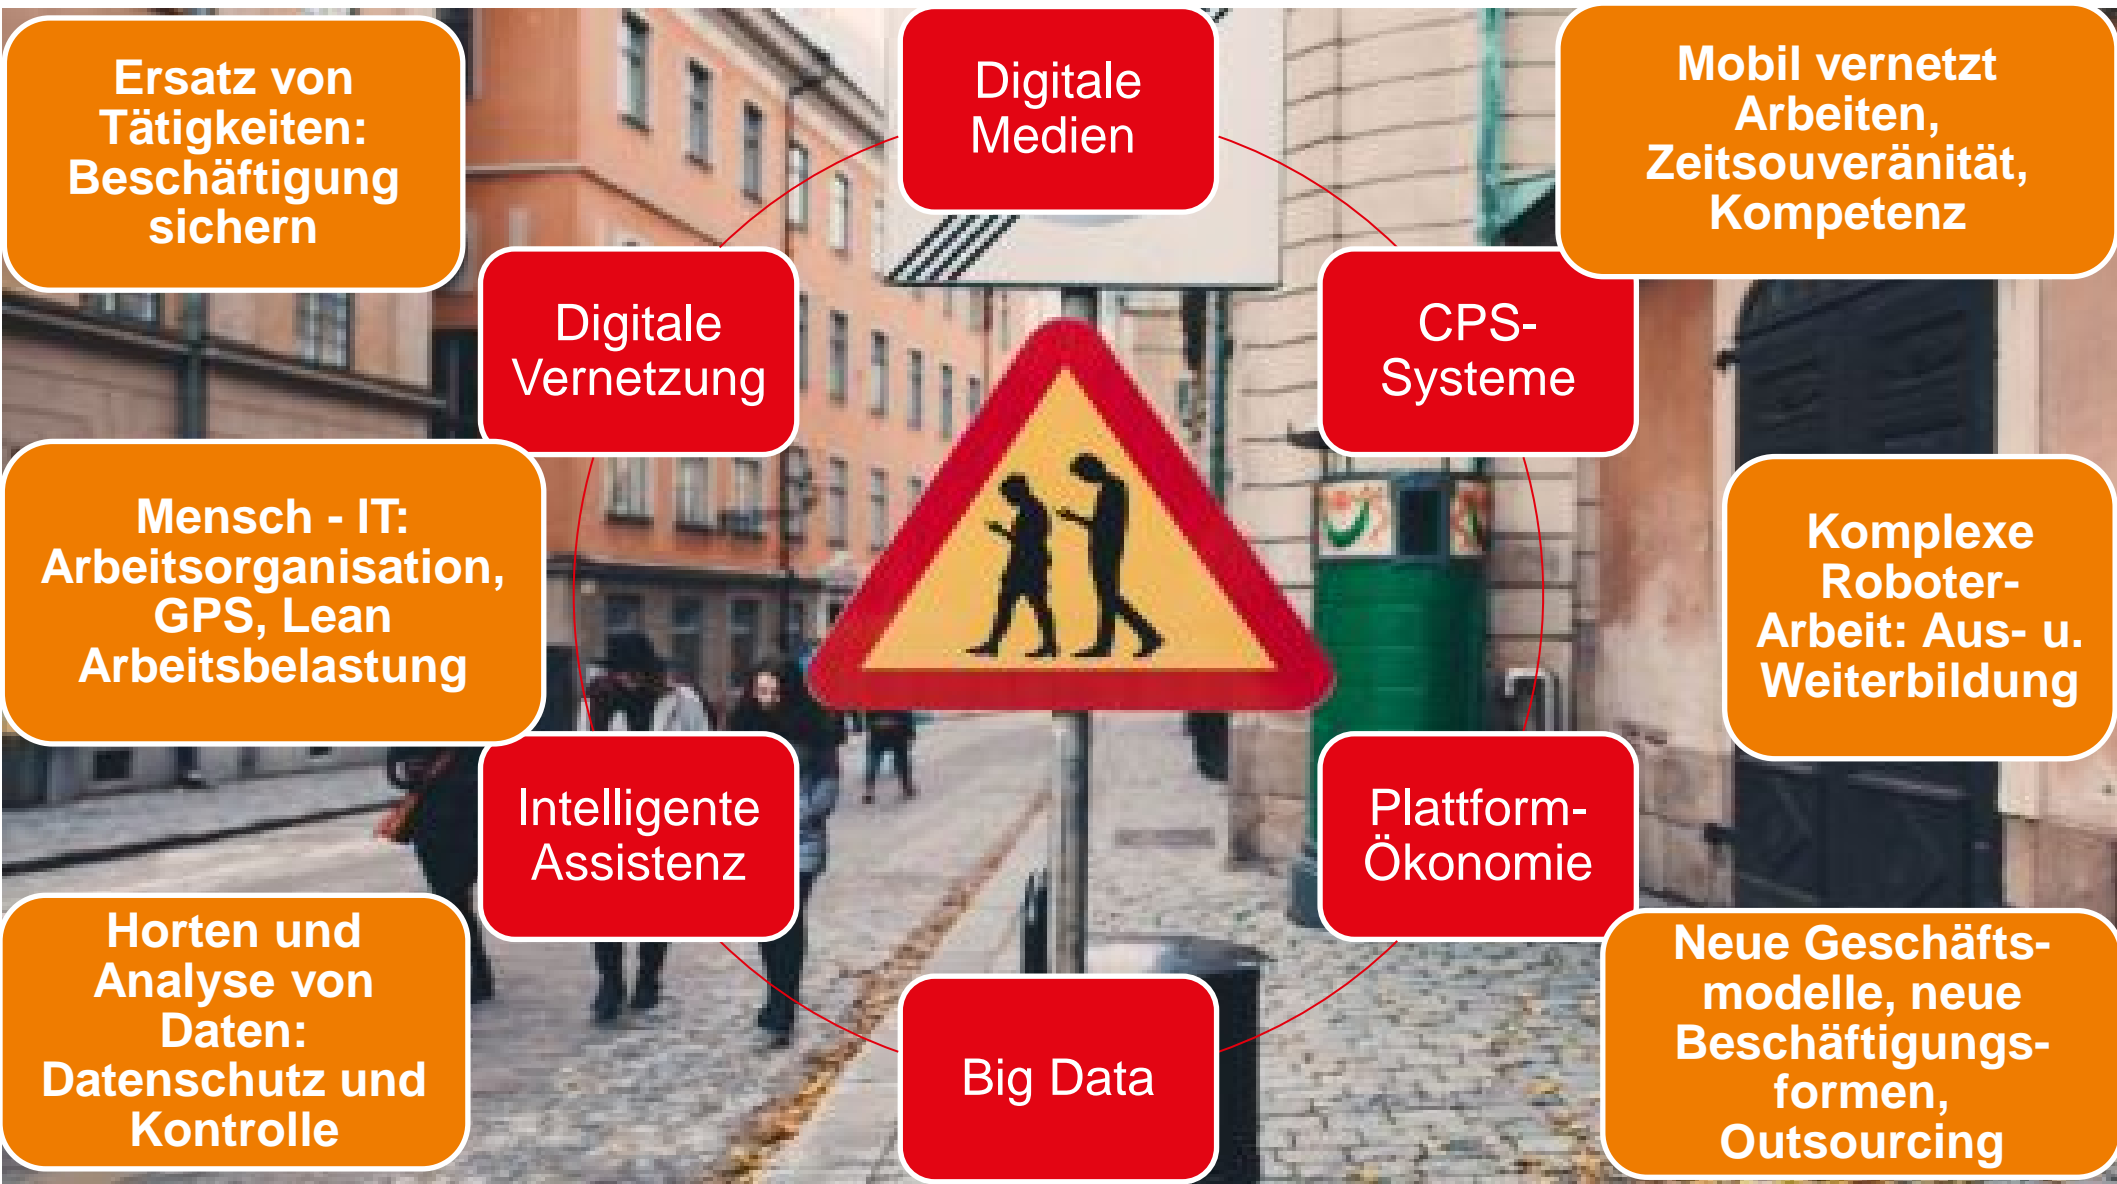 Ersatz von
Tätigkeiten:
Beschäftigung
sichern
Digitale
Medien
Mobil vernetzt
Arbeiten,
Zeitsouveränität,
Kompetenz
Digitale
Vernetzung
CPS-
Systeme
Mensch - IT:
Arbeitsorganisation,
GPS, Lean
Arbeitsbelastung
Komplexe
Roboter-
Arbeit: Aus- u.
Weiterbildung
Intelligente
Assistenz
Plattform-
Ökonomie
Horten und
Analyse von
Daten:
Datenschutz und
Kontrolle
Big Data
Neue Geschäfts-
modelle, neue
Beschäftigungs-
formen,
Outsourcing